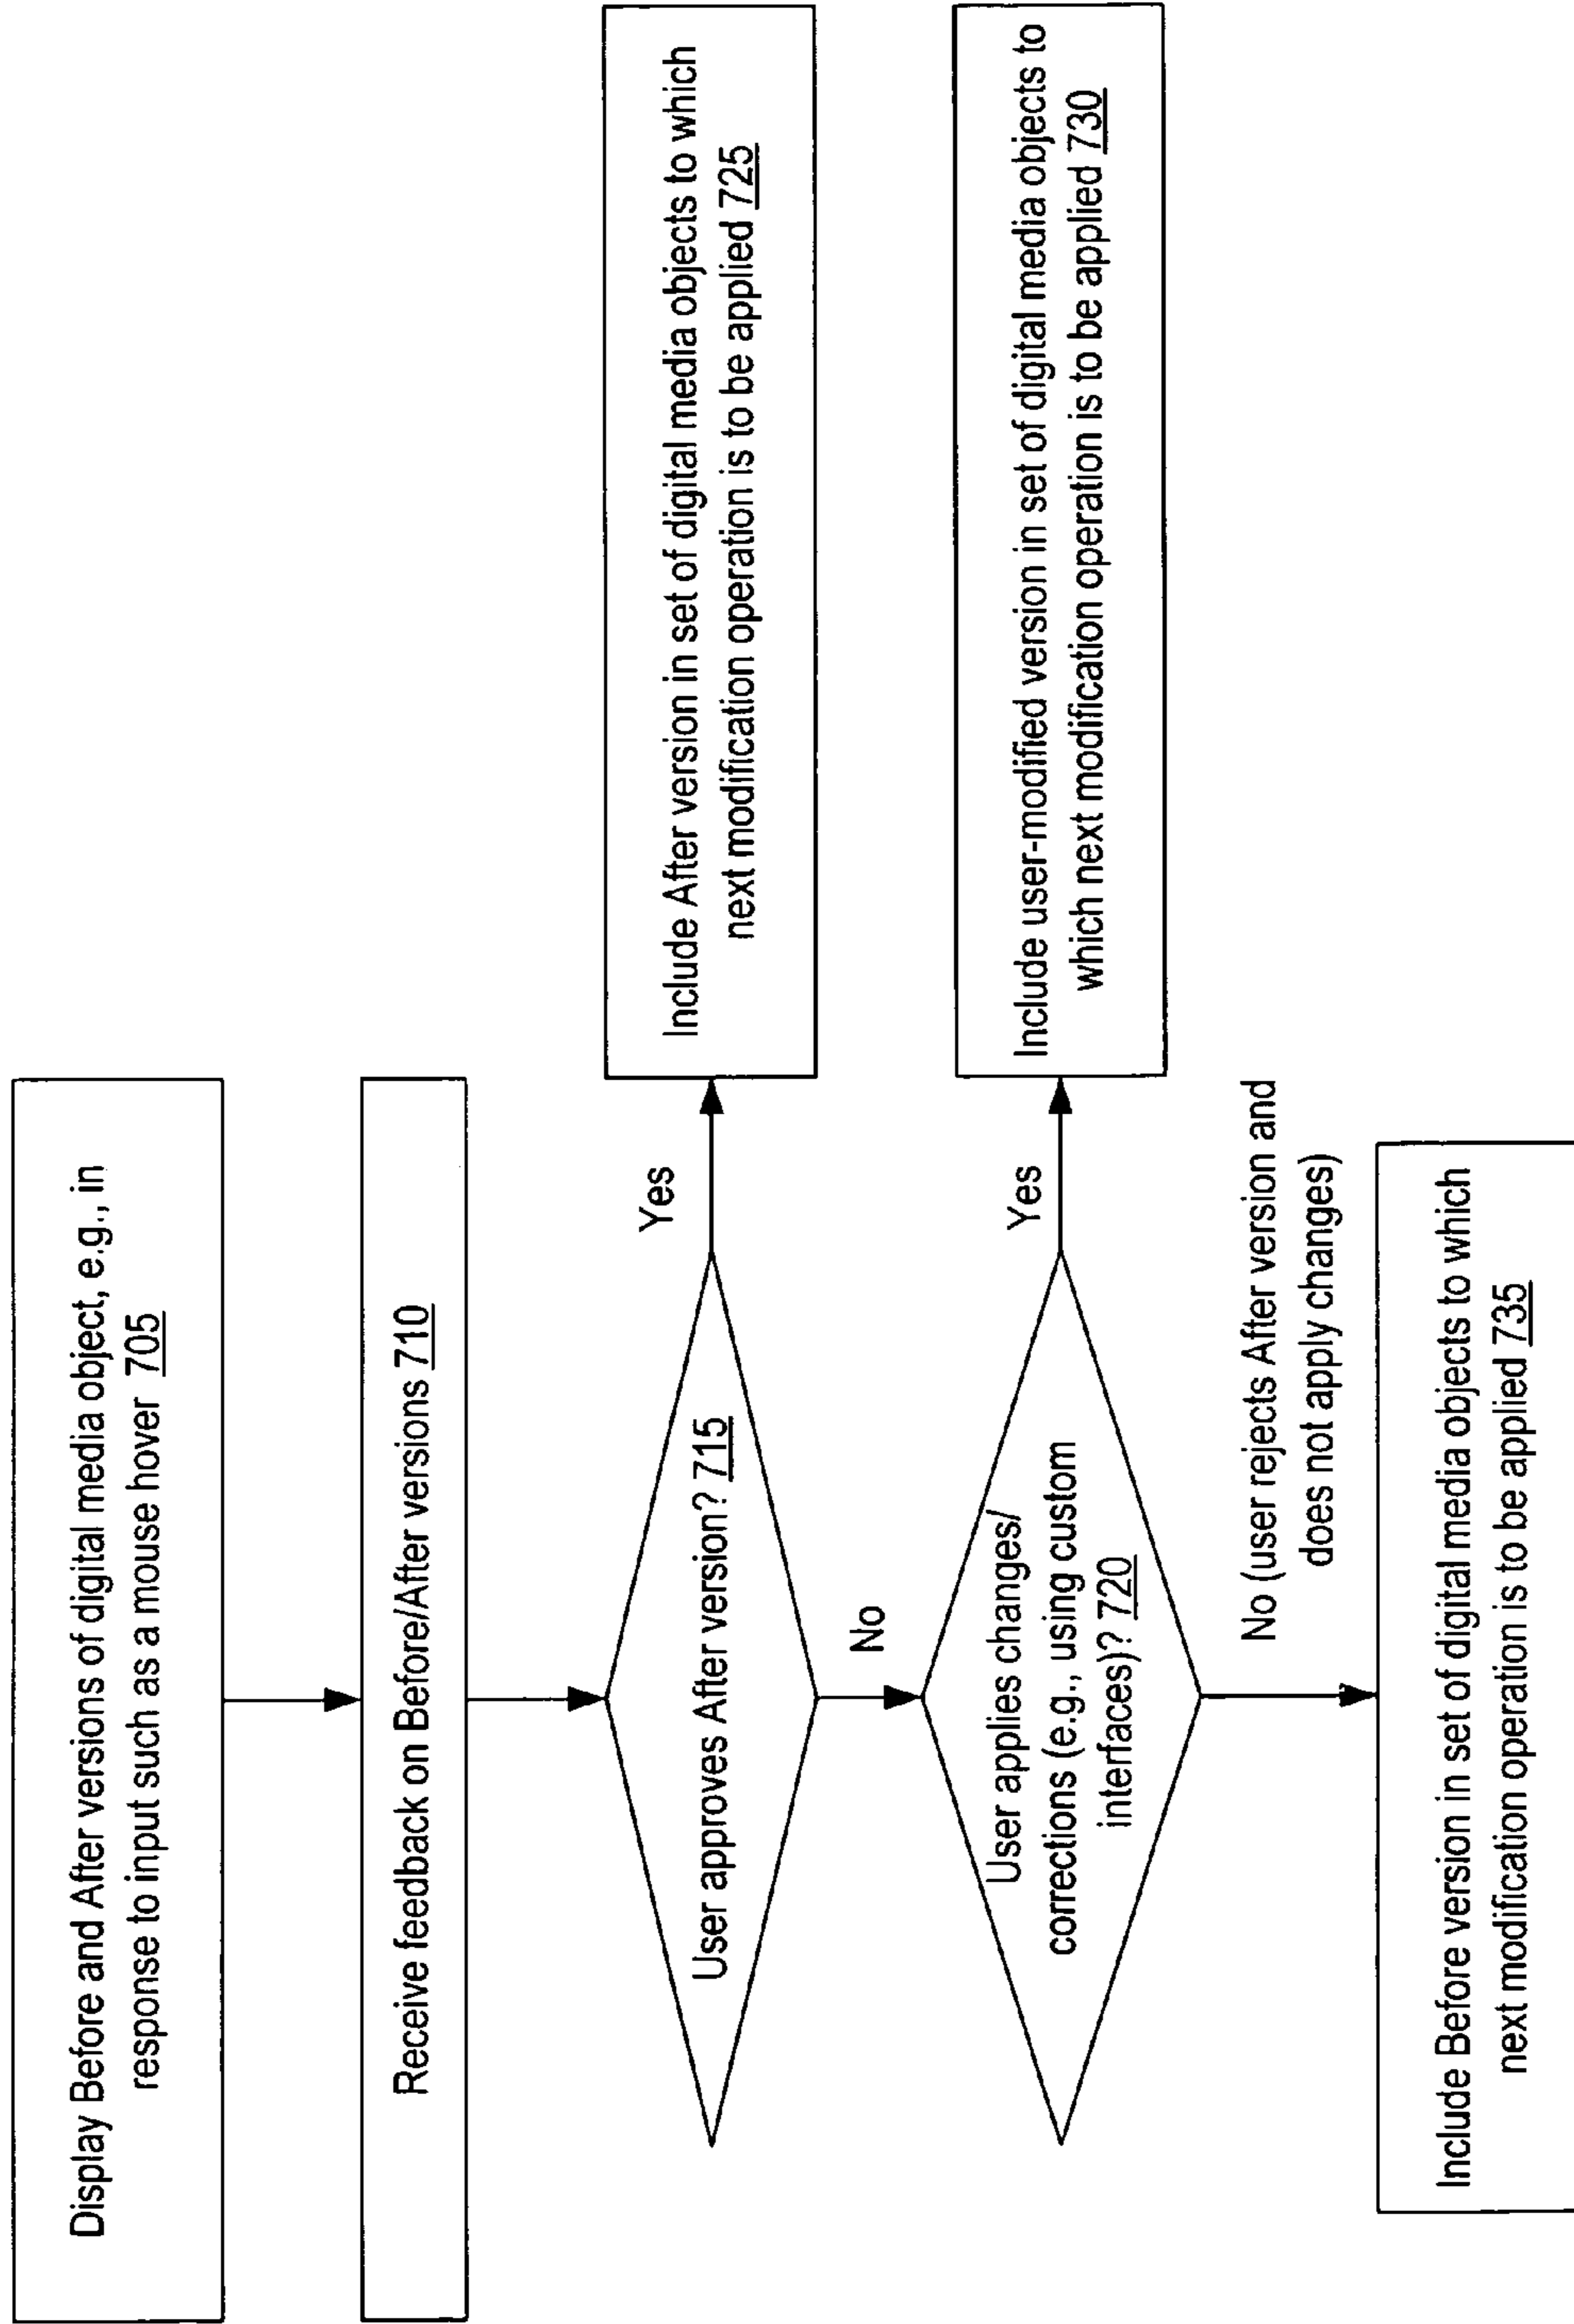 Display Before and After versions of digital media object, e.g., in
response to input such as a mouse hover 705
Receive feedback on Before/After versions 710
User approves After version? 715
Yes
Include After version in set of digital media objects to which
next modification operation is to be applied 725
No
User applies changes/
corrections (e.g., using custom
interfaces)? 720
Yes
Include user-modified version in set of digital media objects to
which next modification operation is to be applied 730
No (user rejects After version and
does not apply changes)
Include Before version in set of digital media objects to which
next modification operation is to be applied 735